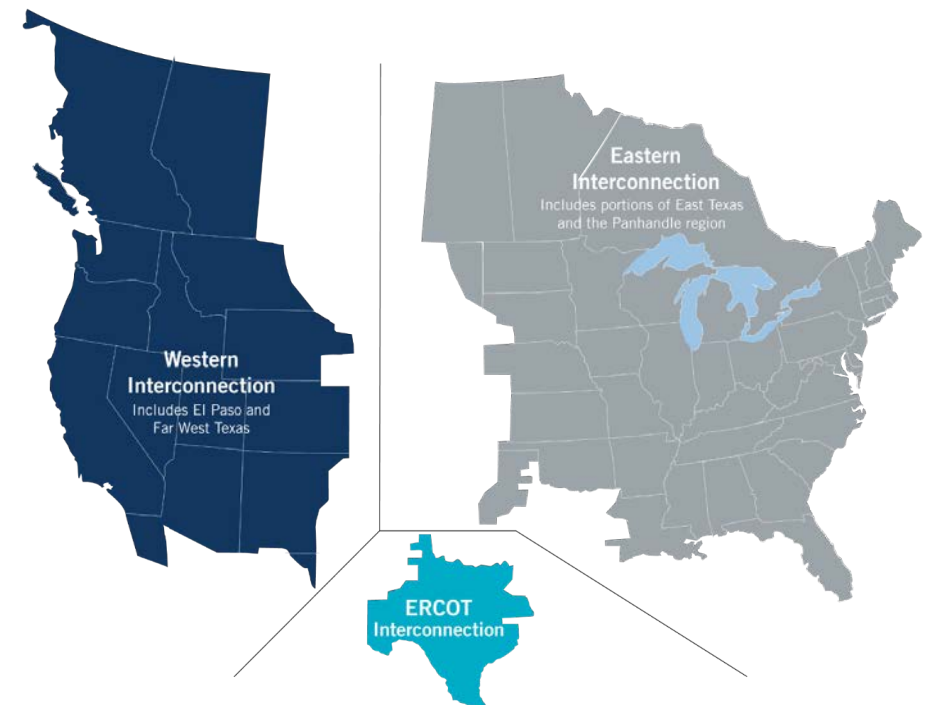 Western
Interconnection
Includes El Paso and
Far West Texas
Eastern
Interconnection
Includes portions of East Texas
and the Panhandle region
ERCOT
Interconnection